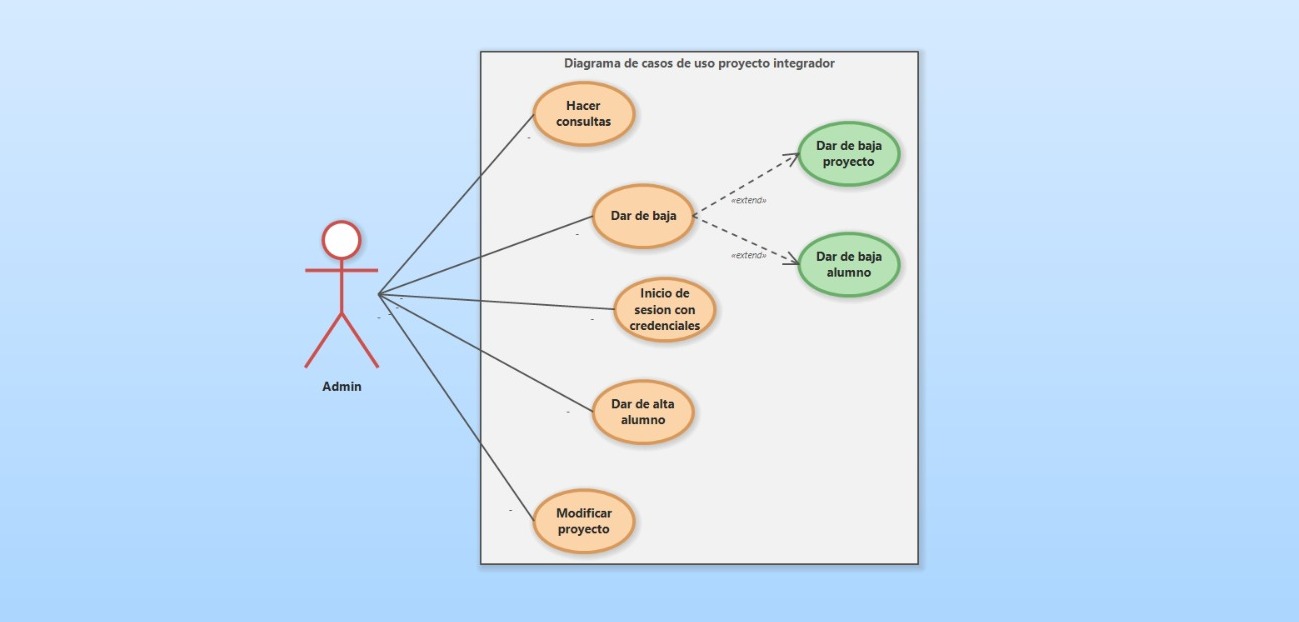 Diagrama de casos de uso proyecto integrador
Hacer
consultas
Dar de baja
proyecto
Dar de baja
«extend»
«extend»
Dar de baja
alumno
Inicio de
sesion con
credenciales
Admin
Dar de alta
alumno
Modificar
proyecto